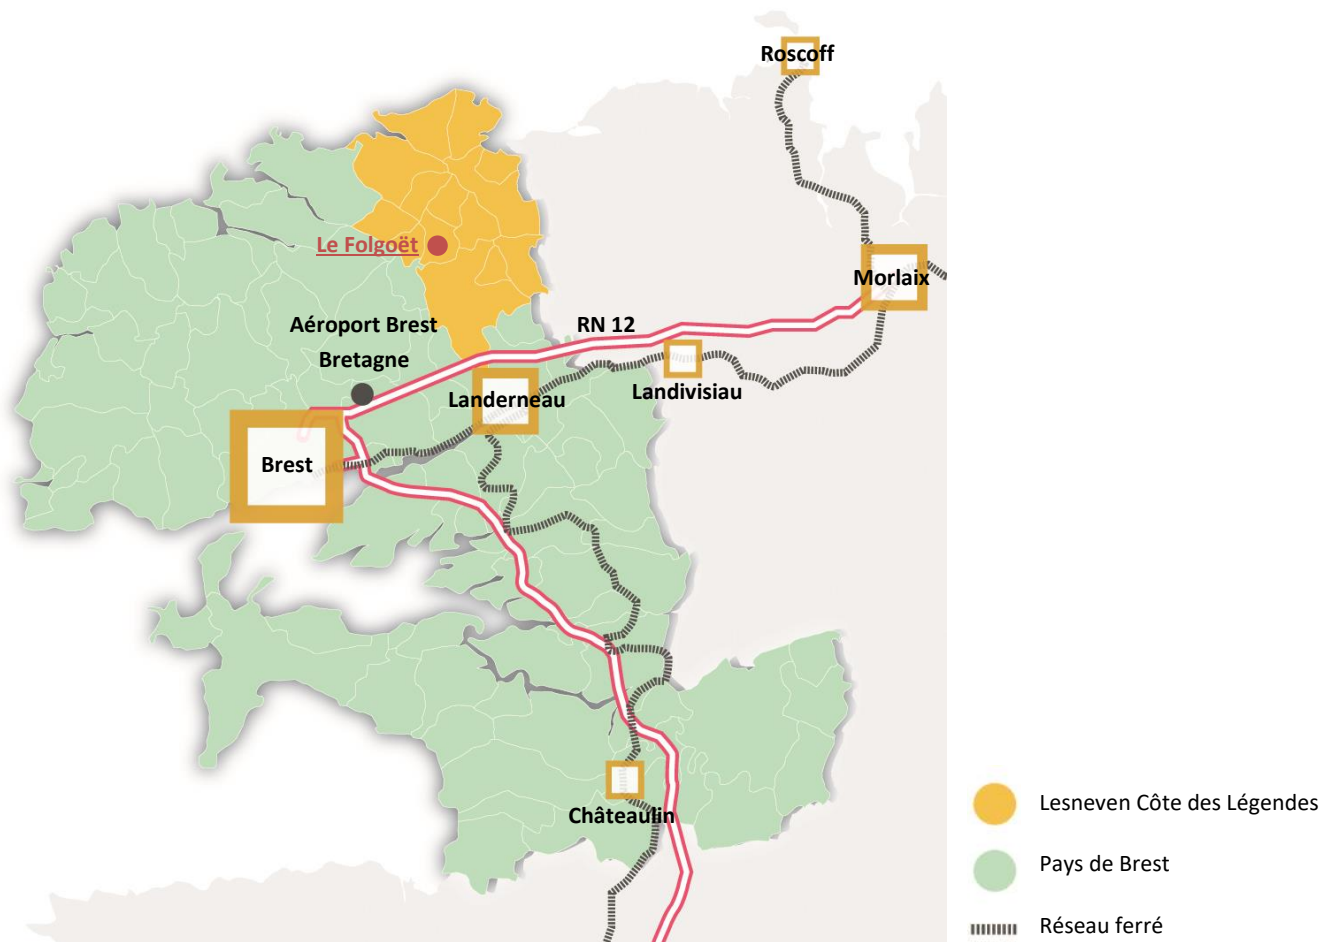 Roscoff
Le Folgoët
Morlaix
Aéroport Brest
Bretagne
RN 12
Landerneau
Landivisiau
Brest
Châteaulin
Lesneven Côte des Légendes
Pays de Brest
Réseau ferré